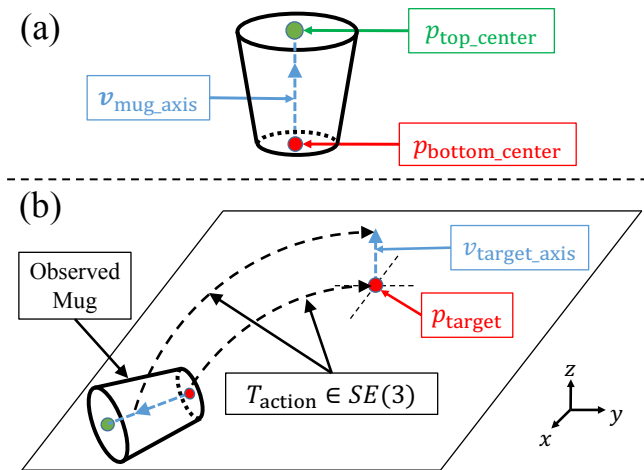 (a)
p_top_center
v_mug_axis
p_bottom_center
(b)
v_target_axis
Observed
Mug
p_target
T_action ∈ SE(3)
z
y
x